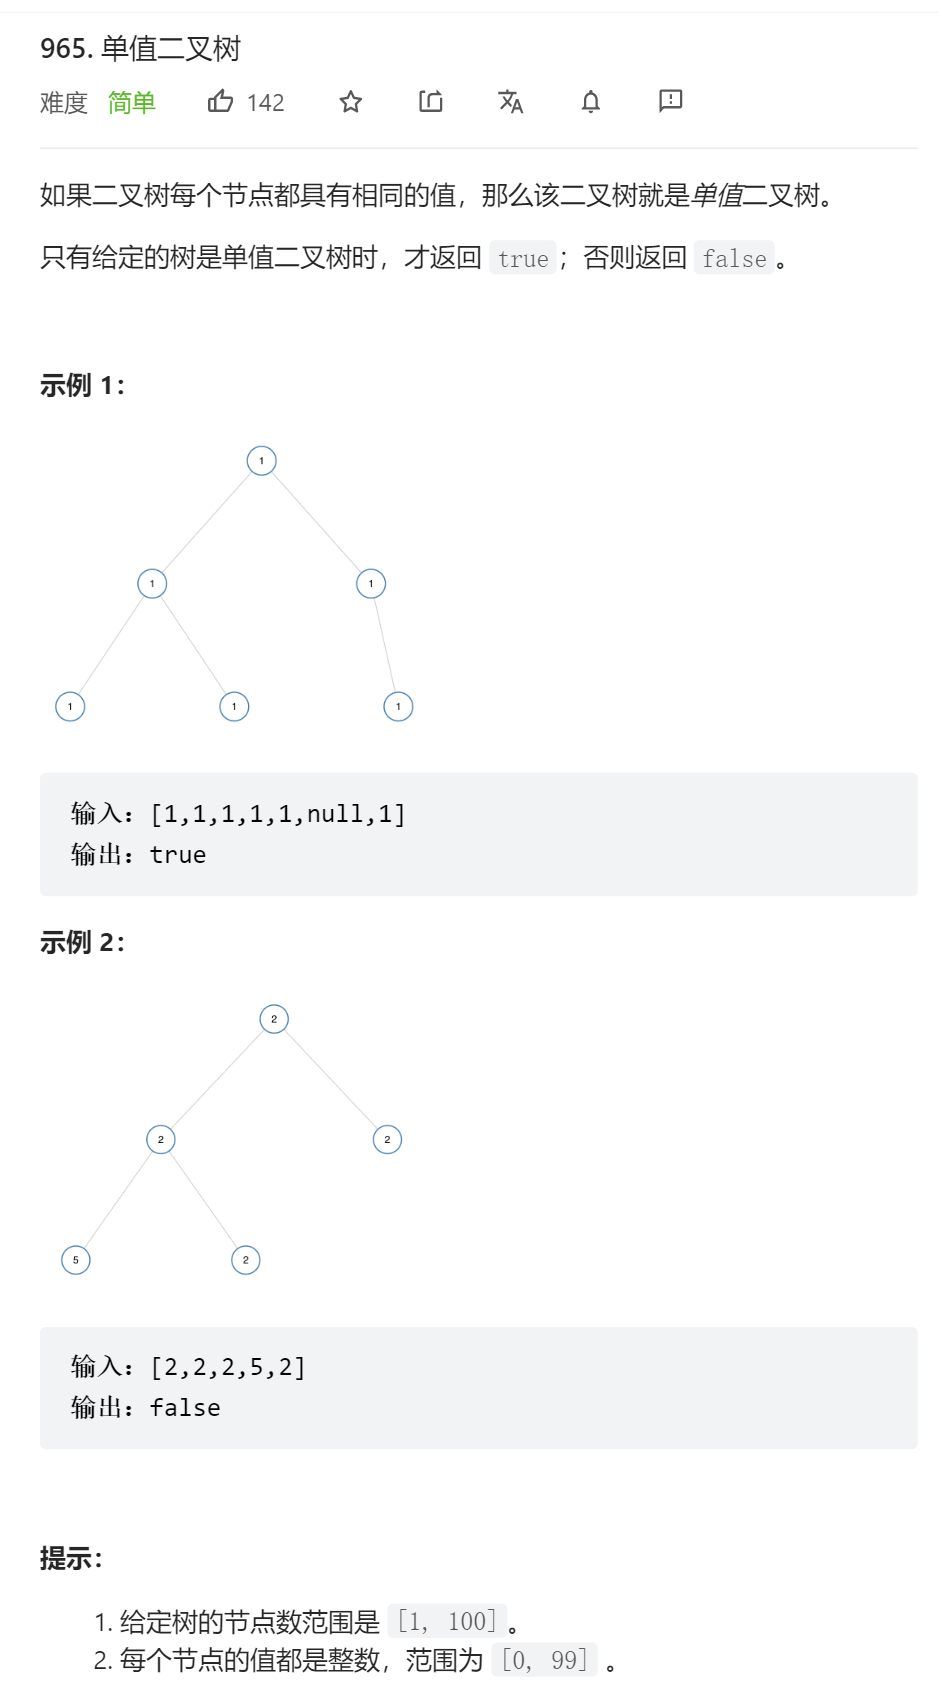 965. 单值二叉树
难度 简单 142
如果二叉树每个节点都具有相同的值，那么该二叉树就是单值二叉树。
只有给定的树是单值二叉树时，才返回 true；否则返回 false。
示例 1：
1
1 1
1 1 1
输入：[1,1,1,1,1,null,1]
输出：true
示例 2：
2
2 2
5 2
输入：[2,2,2,5,2]
输出：false
提示：
1. 给定树的节点数范围是 [1, 100]。
2. 每个节点的值都是整数，范围为 [0, 99] 。